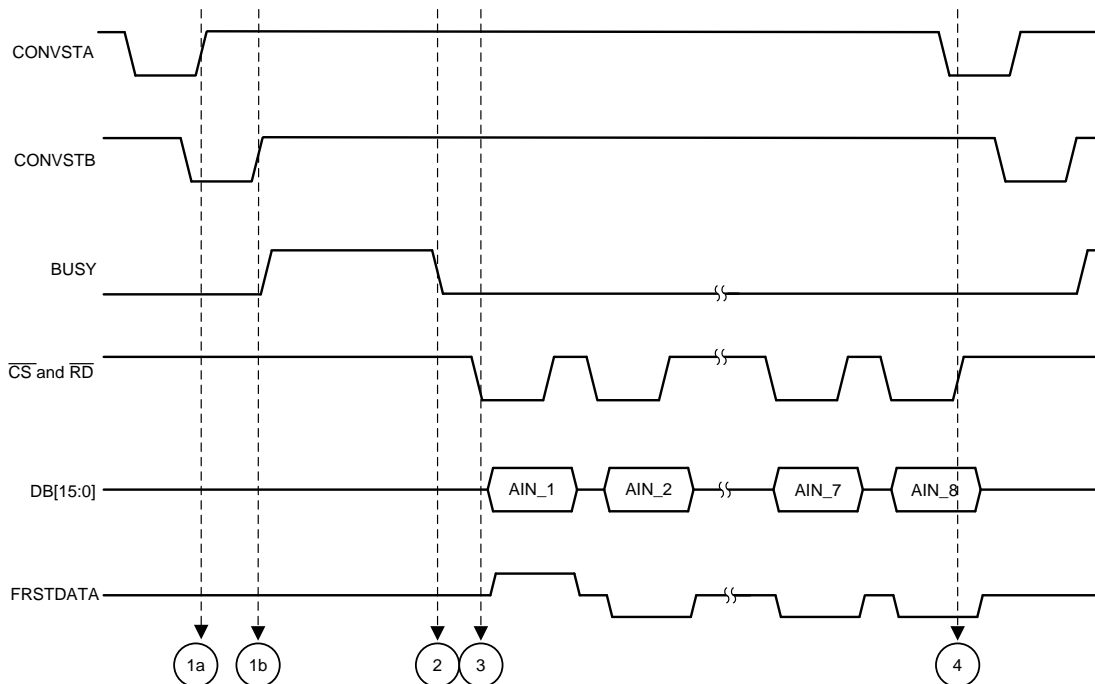 CONVSTA
CONVSTB
BUSY
CS and RD
DB[15:0]
AIN_1
AIN_2
AIN_7
AIN_8
FRSTDATA
1a
1b
2
3
4